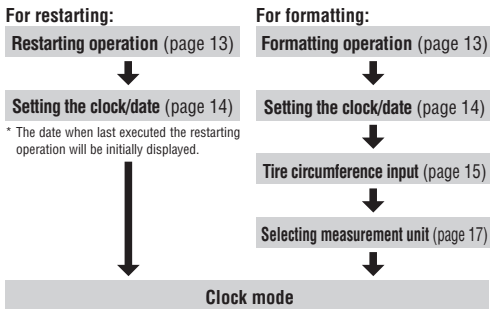 For restarting:
Restarting operation (page 13)
Setting the clock/date (page 14)
* The date when last executed the restarting
operation will be initially displayed.
For formatting:
Formatting operation (page 13)
Setting the clock/date (page 14)
Tire circumference input (page 15)
Selecting measurement unit (page 17)
Clock mode